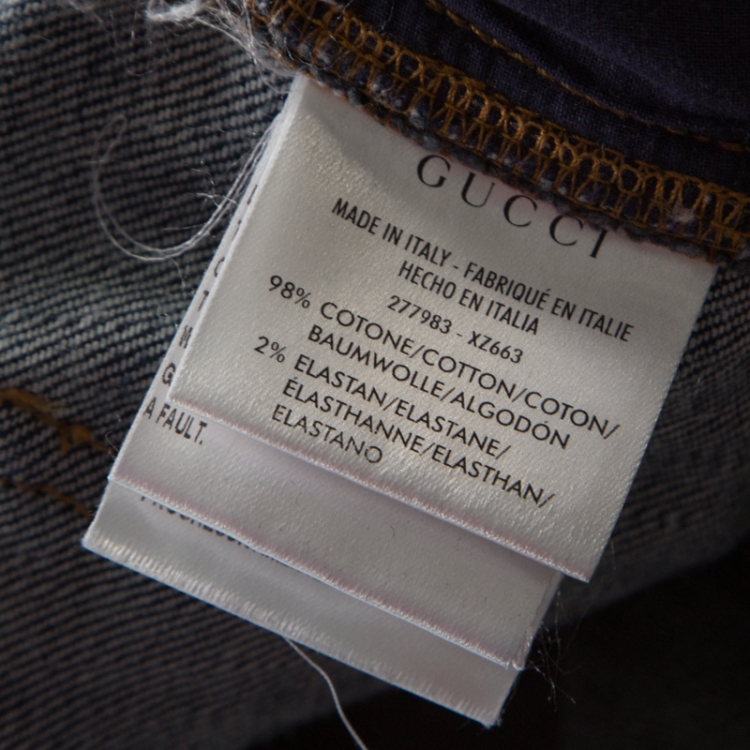 GUCCI
MADE IN ITALY - FABRIQUÉ EN ITALIE
HECHO EN ITALIA
277983 - XZ663
98% COTONE/COTTON/COTON/
BAUMWOLLE/ALGODÓN
2% ELASTAN/ELASTANE/
ÉLASTHANNE/ELASTHAN/
ELASTANO
A FAULT.